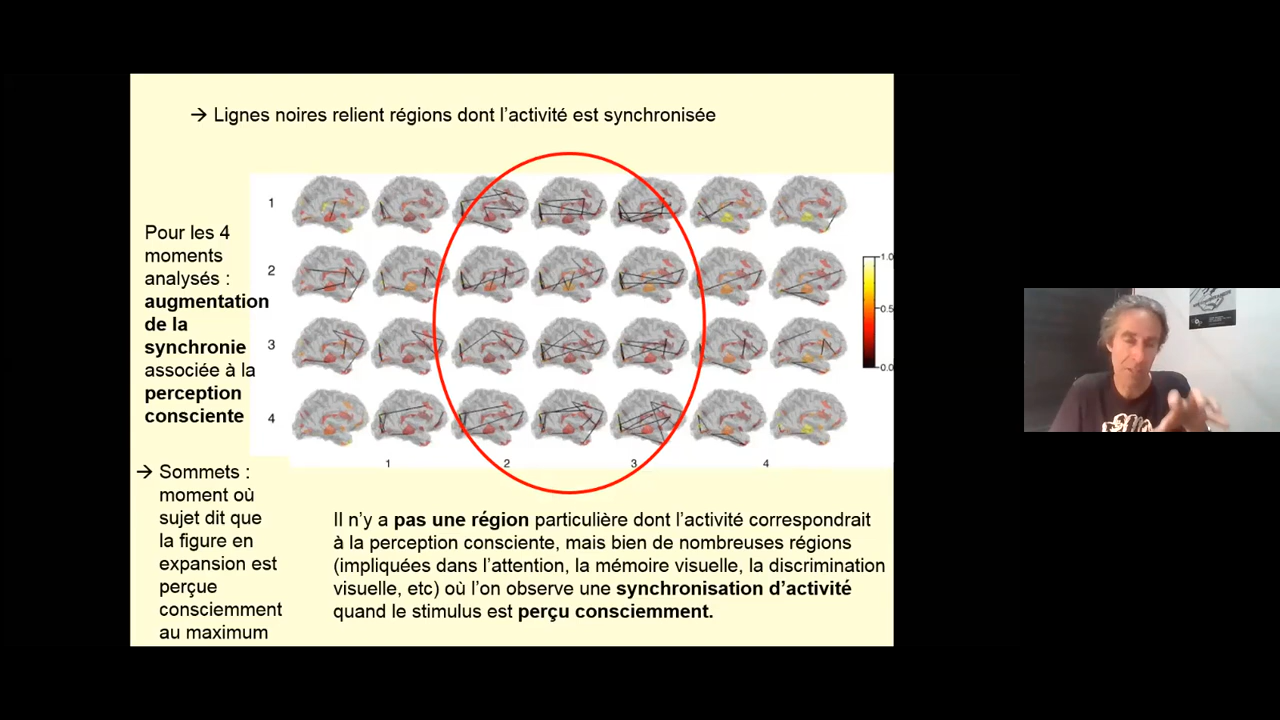 → Lignes noires relient régions dont l'activité est synchronisée
Pour les 4
moments
analysés :
augmentation
de la
synchronie
associée à la
perception
consciente
1
2
3
4
1.0
0.5
0.0
1 2 3 4
→ Sommets :
moment où
sujet dit que
la figure en
expansion est
perçue
consciemment
au maximum
Il n'y a pas une région particulière dont l'activité correspondrait
à la perception consciente, mais bien de nombreuses régions
(impliquées dans l'attention, la mémoire visuelle, la discrimination
visuelle, etc) où l'on observe une synchronisation d'activité
quand le stimulus est perçu consciemment.